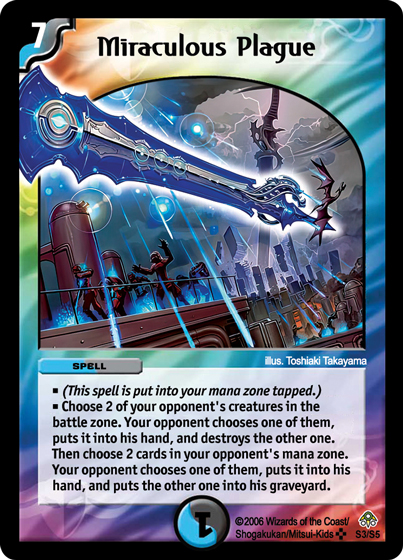 7
Miraculous Plague
illus. Toshiaki Takayama
SPELL
▪ (This spell is put into your mana zone tapped.)
▪ Choose 2 of your opponent's creatures in the
battle zone. Your opponent chooses one of them,
puts it into his hand, and destroys the other one.
Then choose 2 cards in your opponent's mana zone.
Your opponent chooses one of them, puts it into his
hand, and puts the other one into his graveyard.
1
©2006 Wizards of the Coast/
Shogakukan/Mitsui-Kids S3/S5